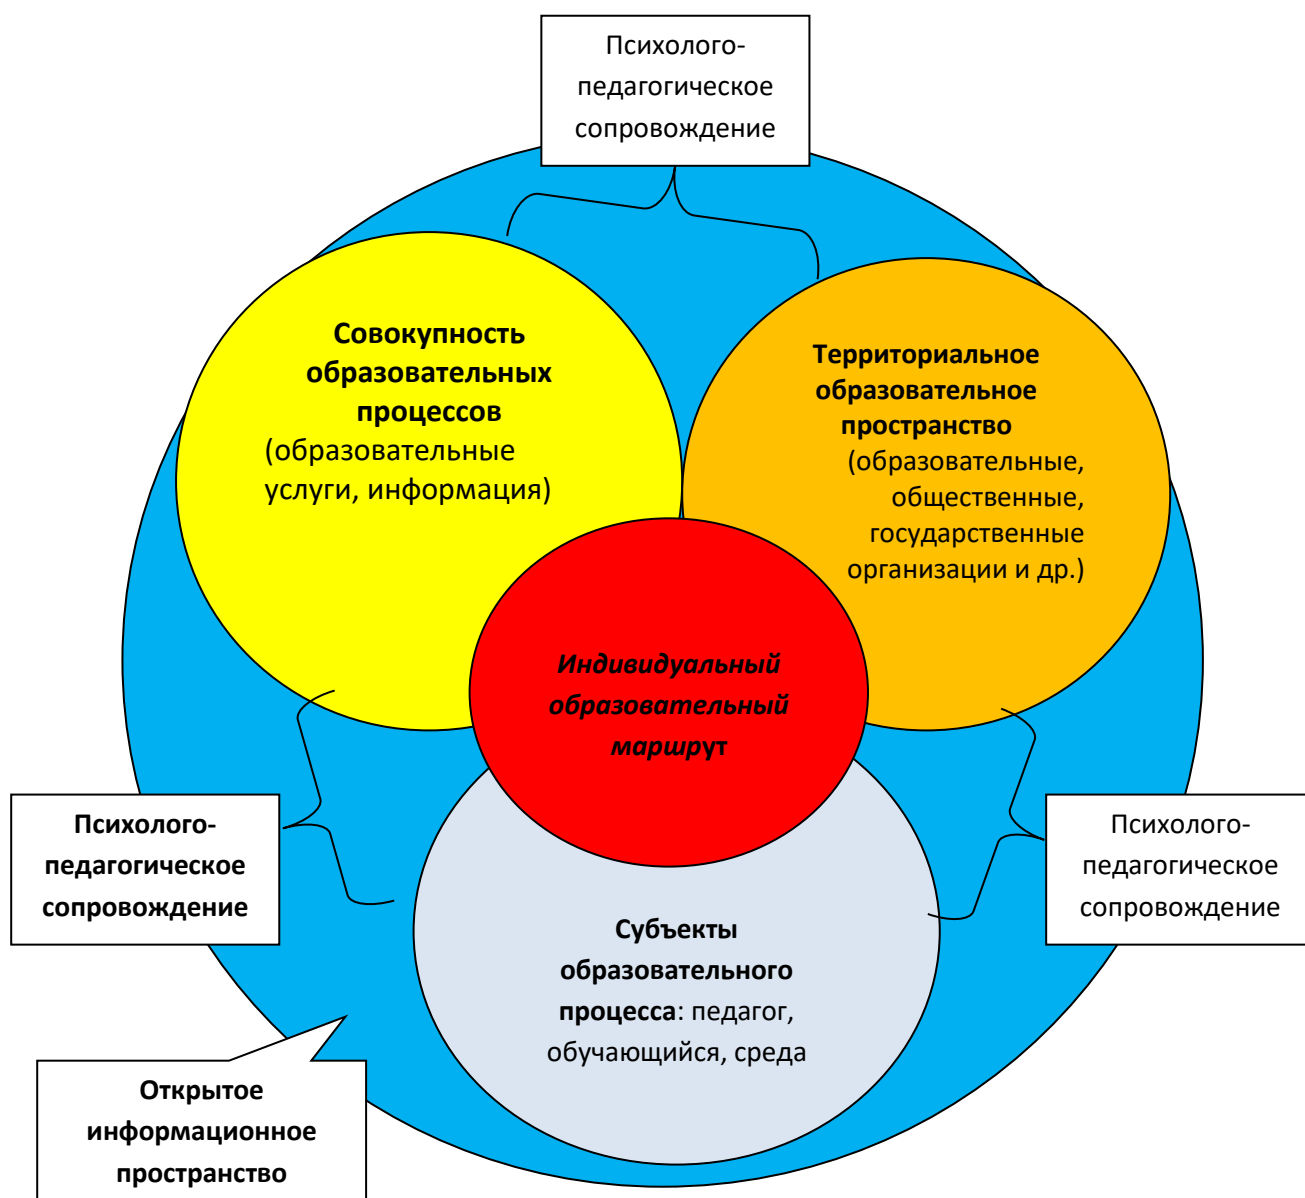 Психолого-
педагогическое
сопровождение
Совокупность
образовательных
процессов
(образовательные
услуги, информация)
Территориальное
образовательное
пространство
(образовательные,
общественные,
государственные
организации и др.)
Индивидуальный
образовательный
маршрут
Психолого-
педагогическое
сопровождение
Психолого-
педагогическое
сопровождение
Субъекты
образовательного
процесса: педагог,
обучающийся, среда
Открытое
информационное
пространство